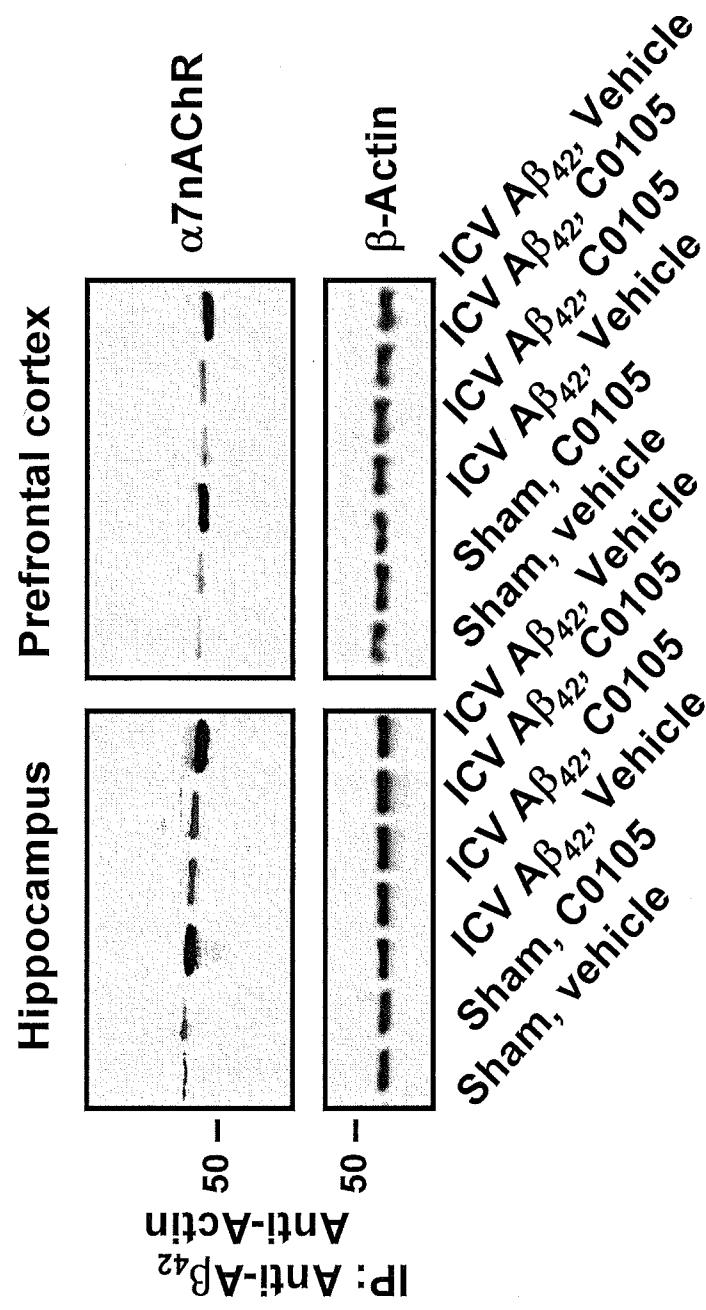 Hippocampus
Prefrontal cortex
α7nAChR
50
β-Actin
50
IP: Anti-Aβ42
Anti-Actin
Sham, vehicle
Sham, C0105
ICV Aβ42, Vehicle
ICV Aβ42, C0105
ICV Aβ42, C0105
ICV Aβ42, Vehicle
Sham, vehicle
Sham, C0105
ICV Aβ42, Vehicle
ICV Aβ42, C0105
ICV Aβ42, C0105
ICV Aβ42, Vehicle